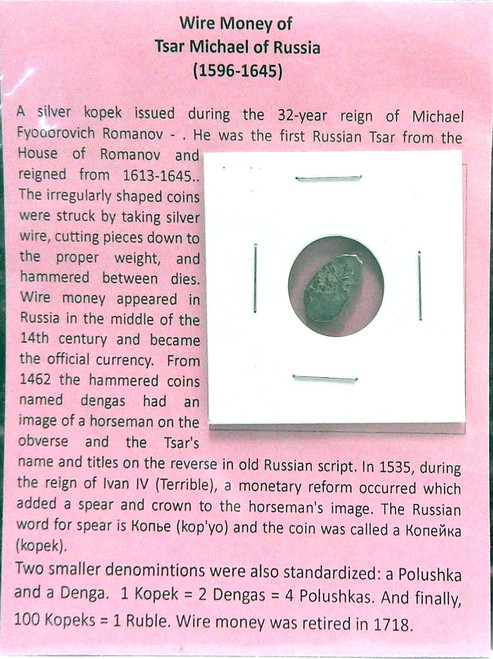 Wire Money of
Tsar Michael of Russia
(1596-1645)
A silver kopek issued during the 32-year reign of Michael
Fyodorovich Romanov - . He was the first Russian Tsar from the
House of Romanov and
reigned from 1613-1645..
The irregularly shaped coins
were struck by taking silver
wire, cutting pieces down to
the proper weight, and
hammered between dies.
Wire money appeared in
Russia in the middle of the
14th century and became
the official currency. From
1462 the hammered coins
named dengas had an
image of a horseman on the
obverse and the Tsar's
name and titles on the reverse in old Russian script. In 1535, during
the reign of Ivan IV (Terrible), a monetary reform occurred which
added a spear and crown to the horseman's image. The Russian
word for spear is Копье (kop'yo) and the coin was called a Копейка
(kopek).
Two smaller denomintions were also standardized: a Polushka
and a Denga. 1 Kopek = 2 Dengas = 4 Polushkas. And finally,
100 Kopeks = 1 Ruble. Wire money was retired in 1718.